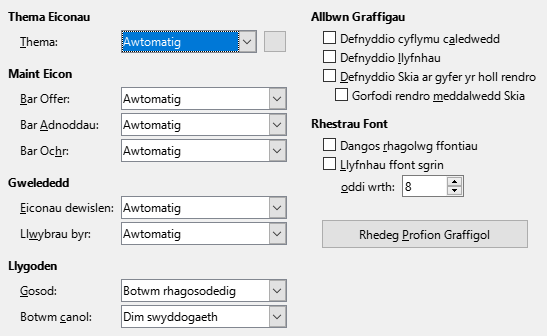 Thema Eiconau
Thema: Awtomatig
Maint Eicon
Bar Offer: Awtomatig
Bar Adnoddau: Awtomatig
Bar Ochr: Awtomatig
Gwelededd
Eiconau dewislen: Awtomatig
Llwybrau byr: Awtomatig
Llygoden
Gosod: Botwm rhagosodedig
Botwm canol: Dim swyddogaeth
Allbwn Graffigau
Defnyddio cyflymu caledwedd
Defnyddio llyfnhau
Defnyddio Skia ar gyfer yr holl rendro
Gorfodi rendro meddalwedd Skia
Rhestrau Font
Dangos rhagolwg ffontiau
Llyfnhau ffont sgrin
oddi wrth: 8
Rhedeg Profion Graffigol